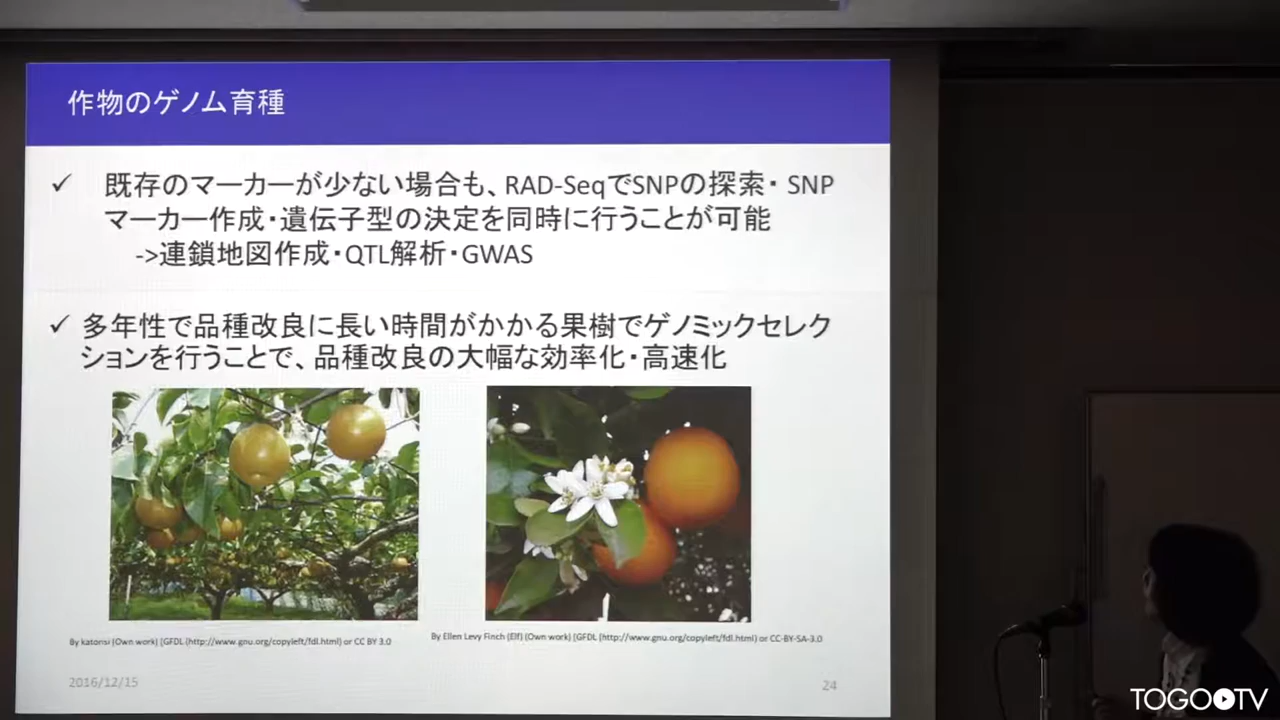 作物のゲノム育種
✓ 既存のマーカーが少ない場合も、RAD-SeqでSNPの探索・ SNP
マーカー作成・遺伝子型の決定を同時に行うことが可能
->連鎖地図作成・QTL解析・GWAS
✓ 多年性で品種改良に長い時間がかかる果樹でゲノミックセレク
ションを行うことで、品種改良の大幅な効率化・高速化
By katorisi (Own work) [GFDL (http://www.gnu.org/copyleft/fdl.html) or CC BY 3.0
By Ellen Levy Finch (Elf) (Own work) [GFDL (http://www.gnu.org/copyleft/fdl.html) or CC-BY-SA-3.0
2016/12/15
24
TOGOTV